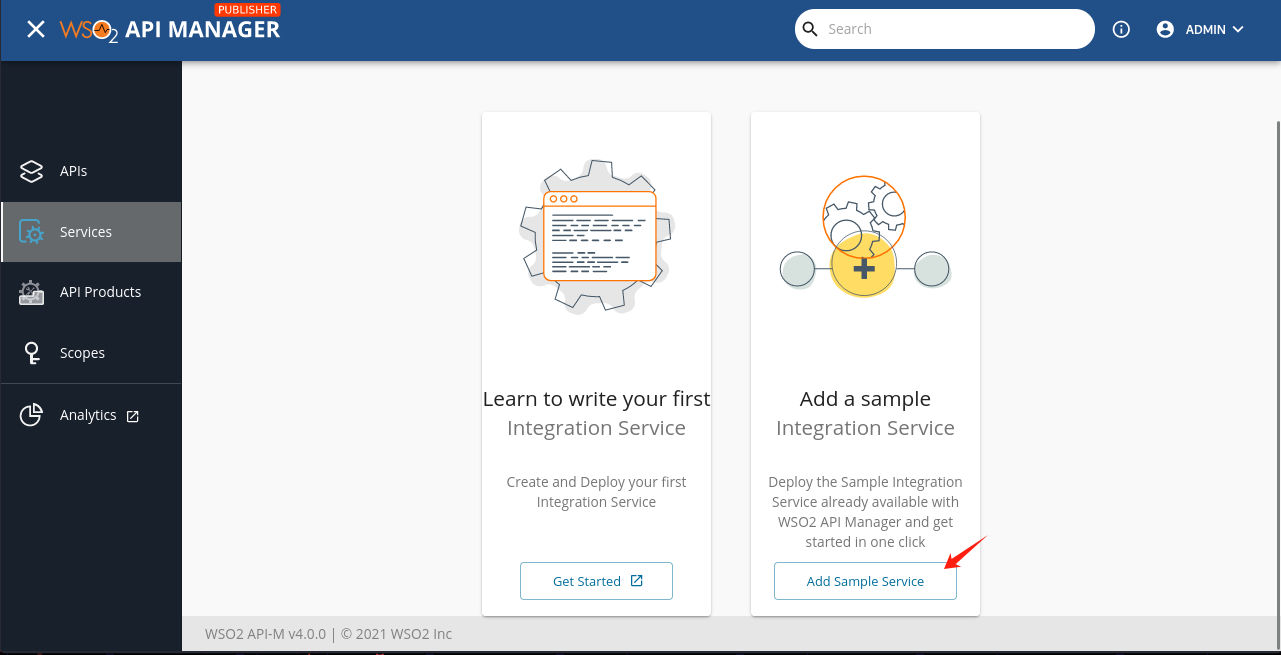 PUBLISHER
WSO2 API MANAGER
Search
ADMIN
APIs
Services
API Products
Scopes
Analytics
Learn to write your first
Integration Service
Create and Deploy your first
Integration Service
Get Started
Add a sample
Integration Service
Deploy the Sample Integration
Service already available with
WSO2 API Manager and get
started in one click
Add Sample Service
WSO2 API-M v4.0.0 | © 2021 WSO2 Inc